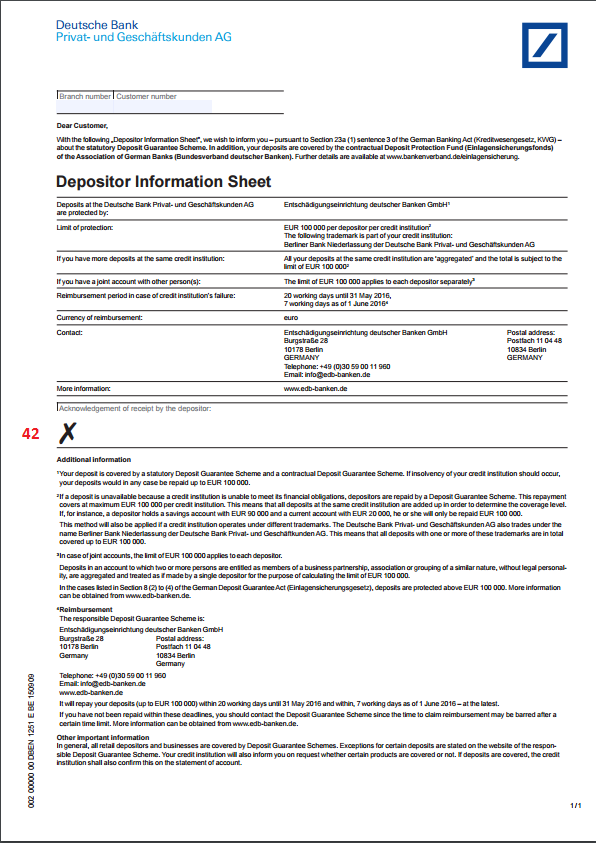 Deutsche Bank
Privat- und Geschäftskunden AG
Branch number Customer number
Dear Customer,
With the following „Depositor Information Sheet“, we wish to inform you – pursuant to Section 23a (1) sentence 3 of the German Banking Act (Kreditwesengesetz, KWG) –
about the statutory Deposit Guarantee Scheme. In addition, your deposits are covered by the contractual Deposit Protection Fund (Einlagensicherungsfonds)
of the Association of German Banks (Bundesverband deutscher Banken). Further details are available at www.bankenverband.de/einlagensicherung.
Depositor Information Sheet
Deposits at the Deutsche Bank Privat- und Geschäftskunden AG
are protected by:
Entschädigungseinrichtung deutscher Banken GmbH¹
Limit of protection:
EUR 100 000 per depositor per credit institution²
The following trademark is part of your credit institution:
Berliner Bank Niederlassung der Deutsche Bank Privat- und Geschäftskunden AG
If you have more deposits at the same credit institution:
All your deposits at the same credit institution are ‘aggregated’ and the total is subject to the
limit of EUR 100 000²
If you have a joint account with other person(s):
The limit of EUR 100 000 applies to each depositor separately³
Reimbursement period in case of credit institution’s failure:
20 working days until 31 May 2016,
7 working days as of 1 June 2016⁴
Currency of reimbursement:
euro
Contact:
Entschädigungseinrichtung deutscher Banken GmbH
Burgstraße 28
10178 Berlin
GERMANY
Telephone: +49 (0)30 59 00 11 960
Email: info@edb-banken.de
Postal address:
Postfach 11 04 48
10834 Berlin
GERMANY
More information:
www.edb-banken.de
Acknowledgement of receipt by the depositor:
42
✗
Additional information
¹Your deposit is covered by a statutory Deposit Guarantee Scheme and a contractual Deposit Guarantee Scheme. If insolvency of your credit institution should occur,
your deposits would in any case be repaid up to EUR 100 000.
²If a deposit is unavailable because a credit institution is unable to meet its financial obligations, depositors are repaid by a Deposit Guarantee Scheme. This repayment
covers at maximum EUR 100 000 per credit institution. This means that all deposits at the same credit institution are added up in order to determine the coverage level.
If, for instance, a depositor holds a savings account with EUR 90 000 and a current account with EUR 20 000, he or she will only be repaid EUR 100 000.
This method will also be applied if a credit institution operates under different trademarks. The Deutsche Bank Privat- und Geschäftskunden AG also trades under the
name Berliner Bank Niederlassung der Deutsche Bank Privat- und Geschäftskunden AG. This means that all deposits with one or more of these trademarks are in total
covered up to EUR 100 000.
³In case of joint accounts, the limit of EUR 100 000 applies to each depositor.
Deposits in an account to which two or more persons are entitled as members of a business partnership, association or grouping of a similar nature, without legal personal-
ity, are aggregated and treated as if made by a single depositor for the purpose of calculating the limit of EUR 100 000.
In the cases listed in Section 8 (2) to (4) of the German Deposit Guarantee Act (Einlagensicherungsgesetz), deposits are protected above EUR 100 000. More information
can be obtained from www.edb-banken.de.
⁴Reimbursement
The responsible Deposit Guarantee Scheme is:
Entschädigungseinrichtung deutscher Banken GmbH
Burgstraße 28
10178 Berlin
Germany
Postal address:
Postfach 11 04 48
10834 Berlin
Germany
Telephone: +49 (0)30 59 00 11 960
Email: info@edb-banken.de
www.edb-banken.de
It will repay your deposits (up to EUR 100 000) within 20 working days until 31 May 2016 and within, 7 working days as of 1 June 2016 – at the latest.
If you have not been repaid within these deadlines, you should contact the Deposit Guarantee Scheme since the time to claim reimbursement may be barred after a
certain time limit. More information can be obtained from www.edb-banken.de.
Other important information
In general, all retail depositors and businesses are covered by Deposit Guarantee Schemes. Exceptions for certain deposits are stated on the website of the respon-
sible Deposit Guarantee Scheme. Your credit institution will also inform you on request whether certain products are covered or not. If deposits are covered, the credit
institution shall also confirm this on the statement of account.
002 00000 00 DBEN 1251 E BE 150909
1 / 1